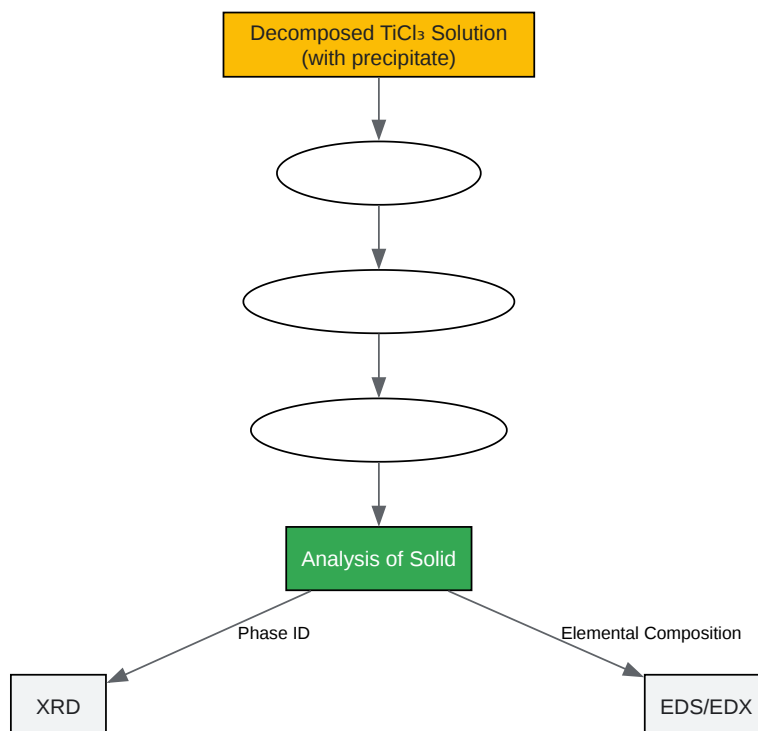 Decomposed TiCl₃ Solution
(with precipitate)
Analysis of Solid
Phase ID
Elemental Composition
XRD
EDS/EDX